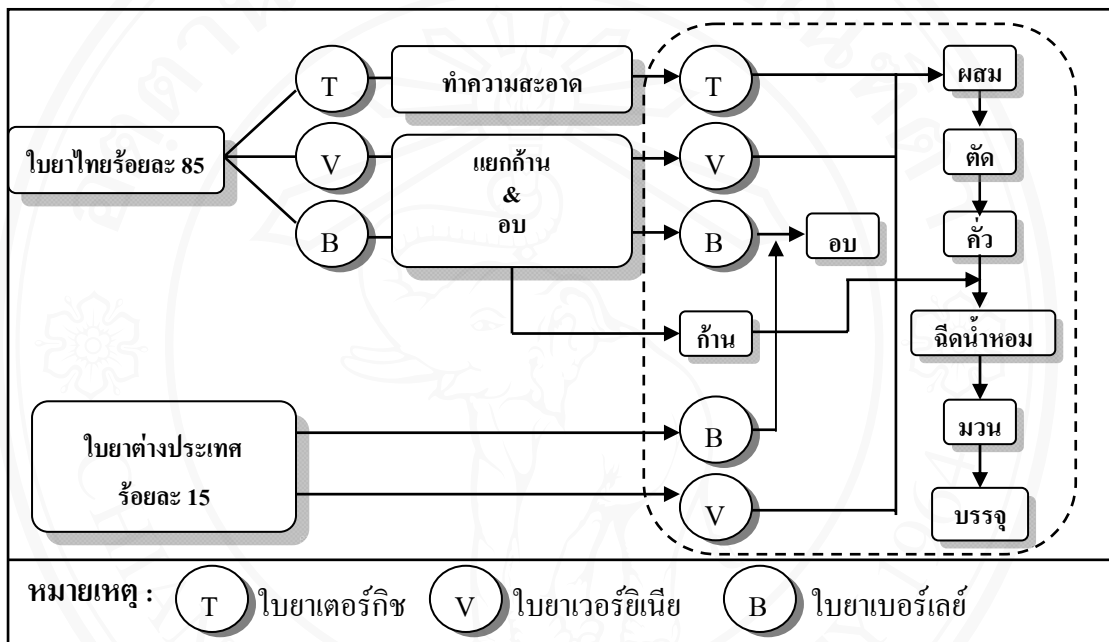 T
ทำความสะอาด
T
ผสม
ใบยาไทยร้อยละ 85
V
แยกก้าน
&
อบ
V
ตัด
B
B
อบ
คั่ว
ก้าน
ฉีดน้ำหอม
ใบยาต่างประเทศ
ร้อยละ 15
B
มวน
V
บรรจุ
หมายเหตุ :
T ใบยาเตอร์กิช V ใบยาเวอร์ยิเนีย B ใบยาเบอร์เลย์